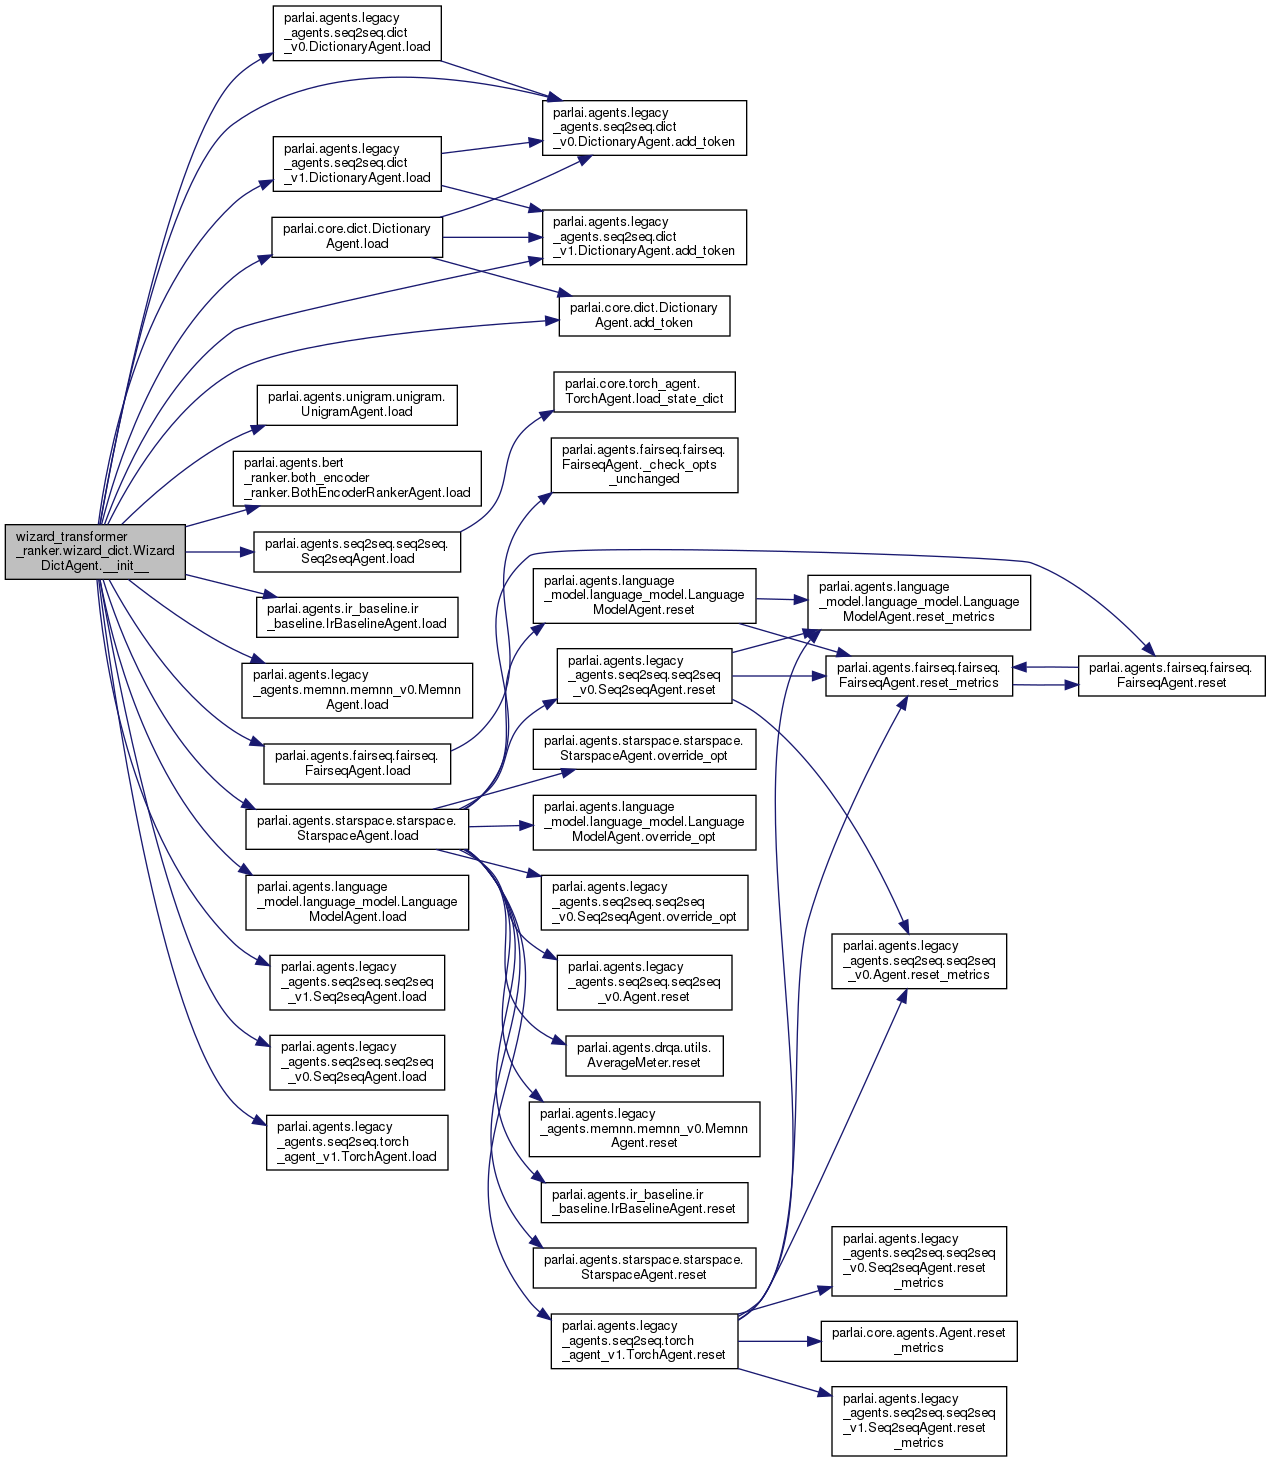 wizard_transformer
_ranker.wizard_dict.Wizard
DictAgent.__init__
parlai.agents.legacy
_agents.seq2seq.dict
_v0.DictionaryAgent.load
parlai.agents.legacy
_agents.seq2seq.dict
_v1.DictionaryAgent.load
parlai.core.dict.Dictionary
Agent.load
parlai.agents.unigram.unigram.
UnigramAgent.load
parlai.agents.bert
_ranker.both_encoder
_ranker.BothEncoderRankerAgent.load
parlai.agents.seq2seq.seq2seq.
Seq2seqAgent.load
parlai.agents.ir_baseline.ir
_baseline.IrBaselineAgent.load
parlai.agents.legacy
_agents.memnn.memnn_v0.Memnn
Agent.load
parlai.agents.fairseq.fairseq.
FairseqAgent.load
parlai.agents.starspace.starspace.
StarspaceAgent.load
parlai.agents.language
_model.language_model.Language
ModelAgent.load
parlai.agents.legacy
_agents.seq2seq.seq2seq
_v1.Seq2seqAgent.load
parlai.agents.legacy
_agents.seq2seq.seq2seq
_v0.Seq2seqAgent.load
parlai.agents.legacy
_agents.seq2seq.torch
_agent_v1.TorchAgent.load
parlai.agents.legacy
_agents.seq2seq.dict
_v0.DictionaryAgent.add_token
parlai.agents.legacy
_agents.seq2seq.dict
_v1.DictionaryAgent.add_token
parlai.core.dict.Dictionary
Agent.add_token
parlai.core.torch_agent.
TorchAgent.load_state_dict
parlai.agents.fairseq.fairseq.
FairseqAgent._check_opts
_unchanged
parlai.agents.language
_model.language_model.Language
ModelAgent.reset
parlai.agents.legacy
_agents.seq2seq.seq2seq
_v0.Seq2seqAgent.reset
parlai.agents.starspace.starspace.
StarspaceAgent.override_opt
parlai.agents.language
_model.language_model.Language
ModelAgent.override_opt
parlai.agents.legacy
_agents.seq2seq.seq2seq
_v0.Seq2seqAgent.override_opt
parlai.agents.legacy
_agents.seq2seq.seq2seq
_v0.Agent.reset
parlai.agents.drqa.utils.
AverageMeter.reset
parlai.agents.legacy
_agents.memnn.memnn_v0.Memnn
Agent.reset
parlai.agents.ir_baseline.ir
_baseline.IrBaselineAgent.reset
parlai.agents.starspace.starspace.
StarspaceAgent.reset
parlai.agents.legacy
_agents.seq2seq.torch
_agent_v1.TorchAgent.reset
parlai.agents.language
_model.language_model.Language
ModelAgent.reset_metrics
parlai.agents.fairseq.fairseq.
FairseqAgent.reset_metrics
parlai.agents.legacy
_agents.seq2seq.seq2seq
_v0.Agent.reset_metrics
parlai.agents.legacy
_agents.seq2seq.seq2seq
_v0.Seq2seqAgent.reset
_metrics
parlai.core.agents.Agent.reset
_metrics
parlai.agents.legacy
_agents.seq2seq.seq2seq
_v1.Seq2seqAgent.reset
_metrics
parlai.agents.fairseq.fairseq.
FairseqAgent.reset